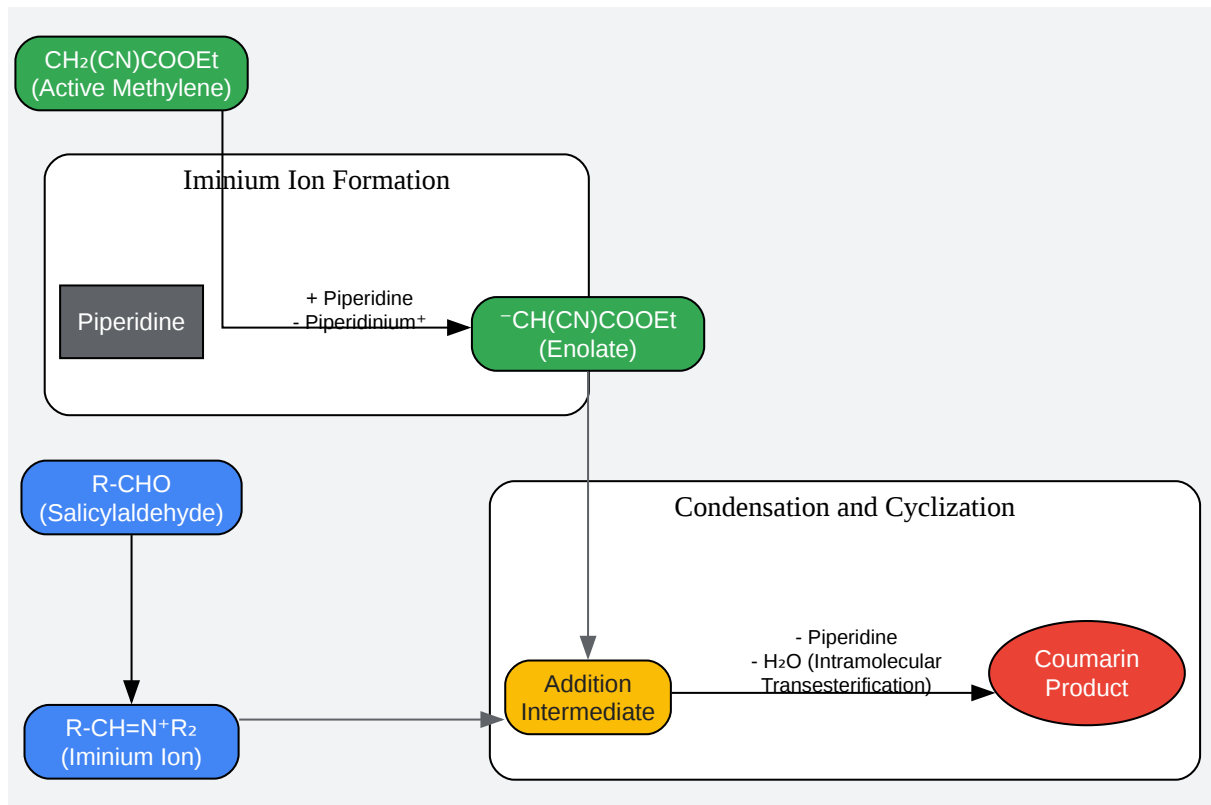 CH₂(CN)COOEt
(Active Methylene)
Iminium Ion Formation
Piperidine
+ Piperidine
- Piperidinium⁺
⁻CH(CN)COOEt
(Enolate)
R-CHO
(Salicylaldehyde)
Condensation and Cyclization
- Piperidine
- H₂O (Intramolecular
Transesterification)
Coumarin
Product
Addition
Intermediate
R-CH=N⁺R₂
(Iminium Ion)